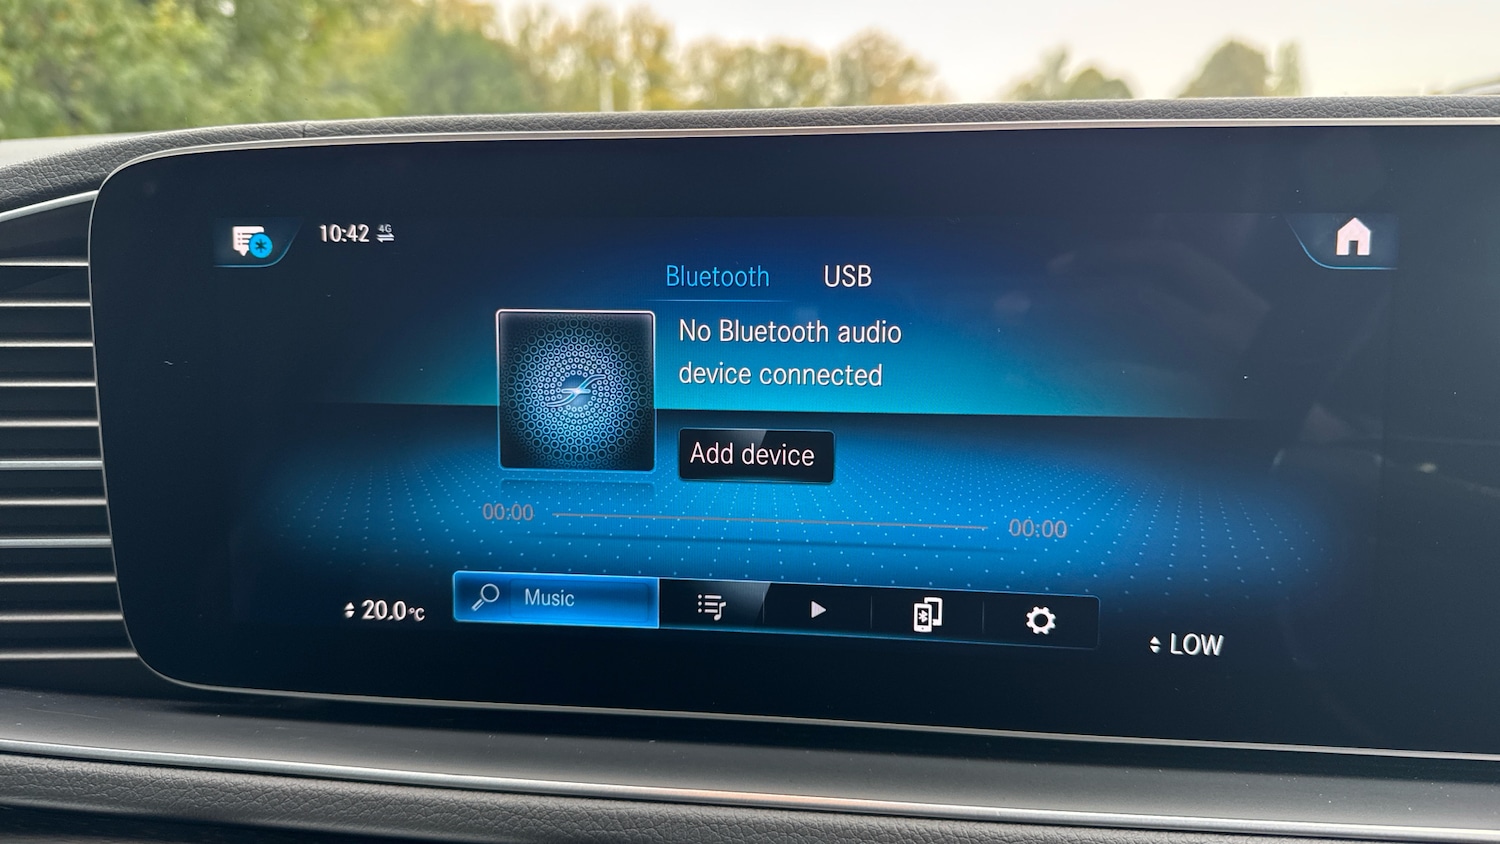 10:42 4G
Bluetooth USB
No Bluetooth audio
device connected
Add device
00:00 00:00
Music
20.0°C
LOW